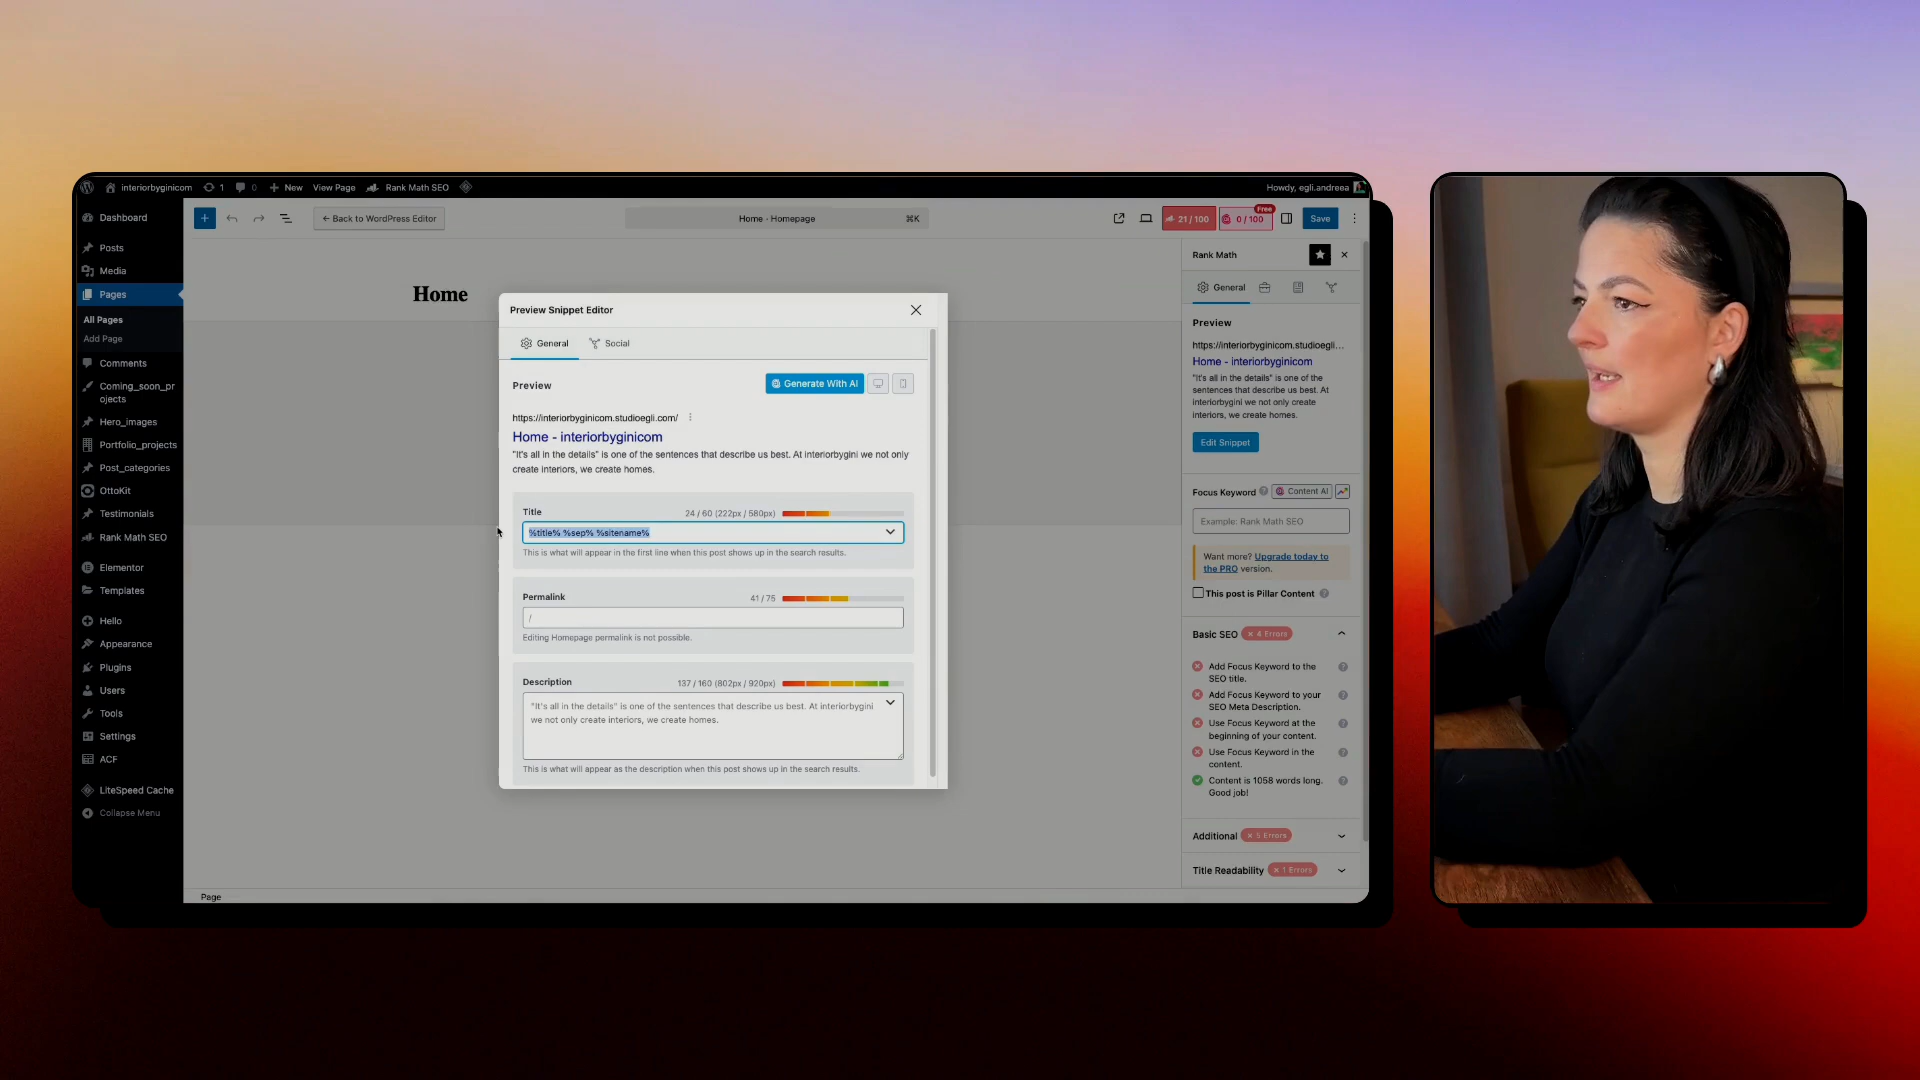 interiorbyginicom
1
0
New
View Page
Rank Math SEO
Howdy, egli.andreea
Dashboard
Posts
Media
Pages
All Pages
Add Page
Comments
Coming_soon_pr
ojects
Hero_images
Portfolio_projects
Post_categories
OttoKit
Testimonials
Rank Math SEO
Elementor
Templates
Hello
Appearance
Plugins
Users
Tools
Settings
ACF
LiteSpeed Cache
Collapse Menu
← Back to WordPress Editor
Home · Homepage
⌘K
21 / 100
Free
0 / 100
Save
Home
Preview Snippet Editor
General
Social
Preview
Generate With AI
https://interiorbyginicom.studioegli.com/
Home - interiorbyginicom
"It's all in the details" is one of the sentences that describe us best. At interiorbygini we not only
create interiors, we create homes.
Title
24 / 60 (222px / 580px)
%title% %sep% %sitename%
This is what will appear in the first line when this post shows up in the search results.
Permalink
41 / 75
/
Editing Homepage permalink is not possible.
Description
137 / 160 (802px / 920px)
"It's all in the details" is one of the sentences that describe us best. At interiorbygini
we not only create interiors, we create homes.
This is what will appear as the description when this post shows up in the search results.
Rank Math
General
Preview
https://interiorbyginicom.studioegli...
Home - interiorbyginicom
"It's all in the details" is one of the
sentences that describe us best. At
interiorbygini we not only create
interiors, we create homes.
Edit Snippet
Focus Keyword
Content AI
Example: Rank Math SEO
Want more? Upgrade today to
the PRO version.
This post is Pillar Content
Basic SEO
× 4 Errors
Add Focus Keyword to the
SEO title.
Add Focus Keyword to your
SEO Meta Description.
Use Focus Keyword at the
beginning of your content.
Use Focus Keyword in the
content.
Content is 1058 words long.
Good job!
Additional
× 5 Errors
Title Readability
× 1 Errors
Page